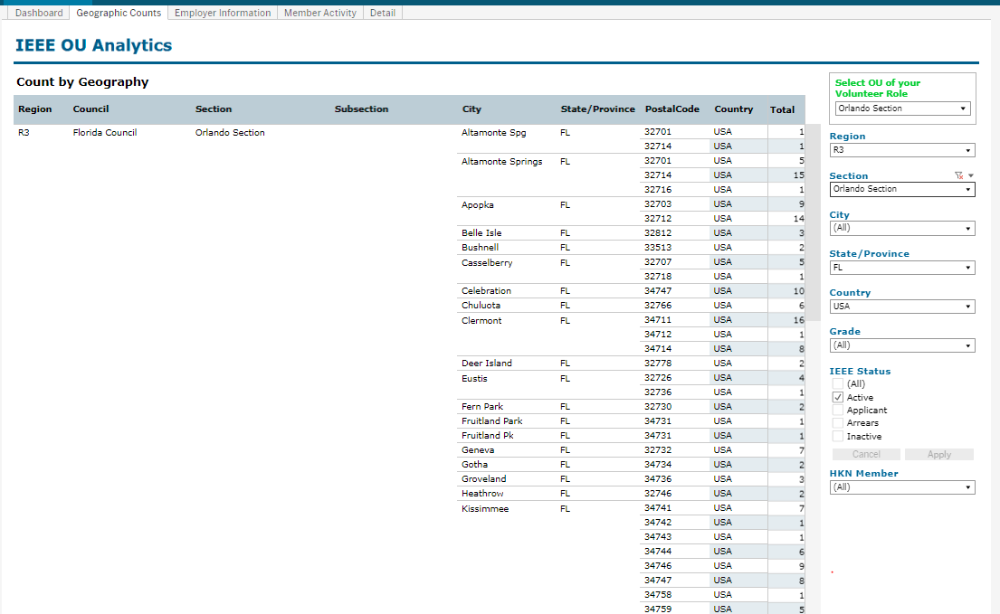 Dashboard Geographic Counts Employer Information Member Activity Detail
IEEE OU Analytics
Count by Geography
Region Council Section Subsection City State/Province PostalCode Country Total
R3 Florida Council Orlando Section Altamonte Spg FL 32701 USA 1
32714 USA 1
Altamonte Springs FL 32701 USA 5
32714 USA 15
32716 USA 1
Apopka FL 32703 USA 9
32712 USA 14
Belle Isle FL 32812 USA 3
Bushnell FL 33513 USA 2
Casselberry FL 32707 USA 5
32718 USA 1
Celebration FL 34747 USA 10
Chuluota FL 32766 USA 6
Clermont FL 34711 USA 16
34712 USA 1
34714 USA 8
Deer Island FL 32778 USA 2
Eustis FL 32726 USA 4
32736 USA 1
Fern Park FL 32730 USA 2
Fruitland Park FL 34731 USA 1
Fruitland Pk FL 34731 USA 1
Geneva FL 32732 USA 7
Gotha FL 34734 USA 2
Groveland FL 34736 USA 3
Heathrow FL 32746 USA 2
Kissimmee FL 34741 USA 7
34742 USA 1
34743 USA 1
34744 USA 6
34746 USA 9
34747 USA 8
34758 USA 1
34759 USA 5
Select OU of your
Volunteer Role
Orlando Section
Region
R3
Section
Orlando Section
City
(All)
State/Province
FL
Country
USA
Grade
(All)
IEEE Status
(All)
Active
Applicant
Arrears
Inactive
Cancel Apply
HKN Member
(All)